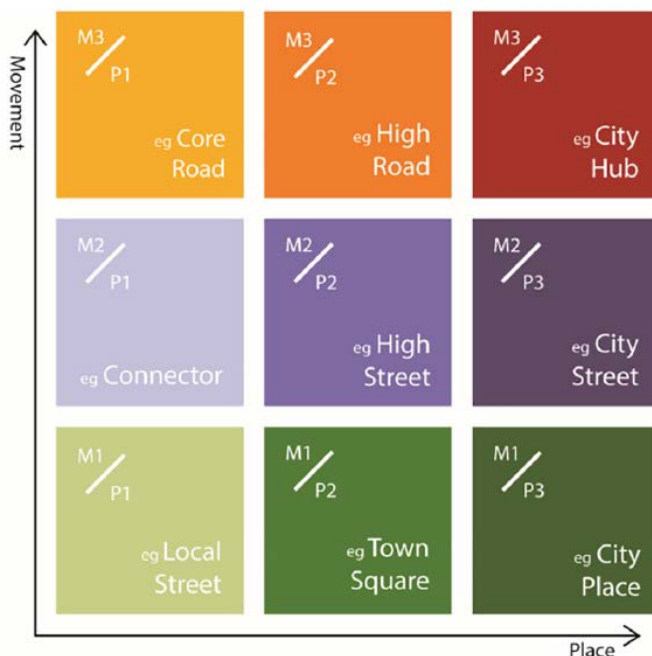 Movement
M3
P1
eg Core
Road
M3
P2
eg High
Road
M3
P3
eg City
Hub
M2
P1
eg Connector
M2
P2
eg High
Street
M2
P3
eg City
Street
M1
P1
eg Local
Street
M1
P2
eg Town
Square
M1
P3
eg City
Place
Place